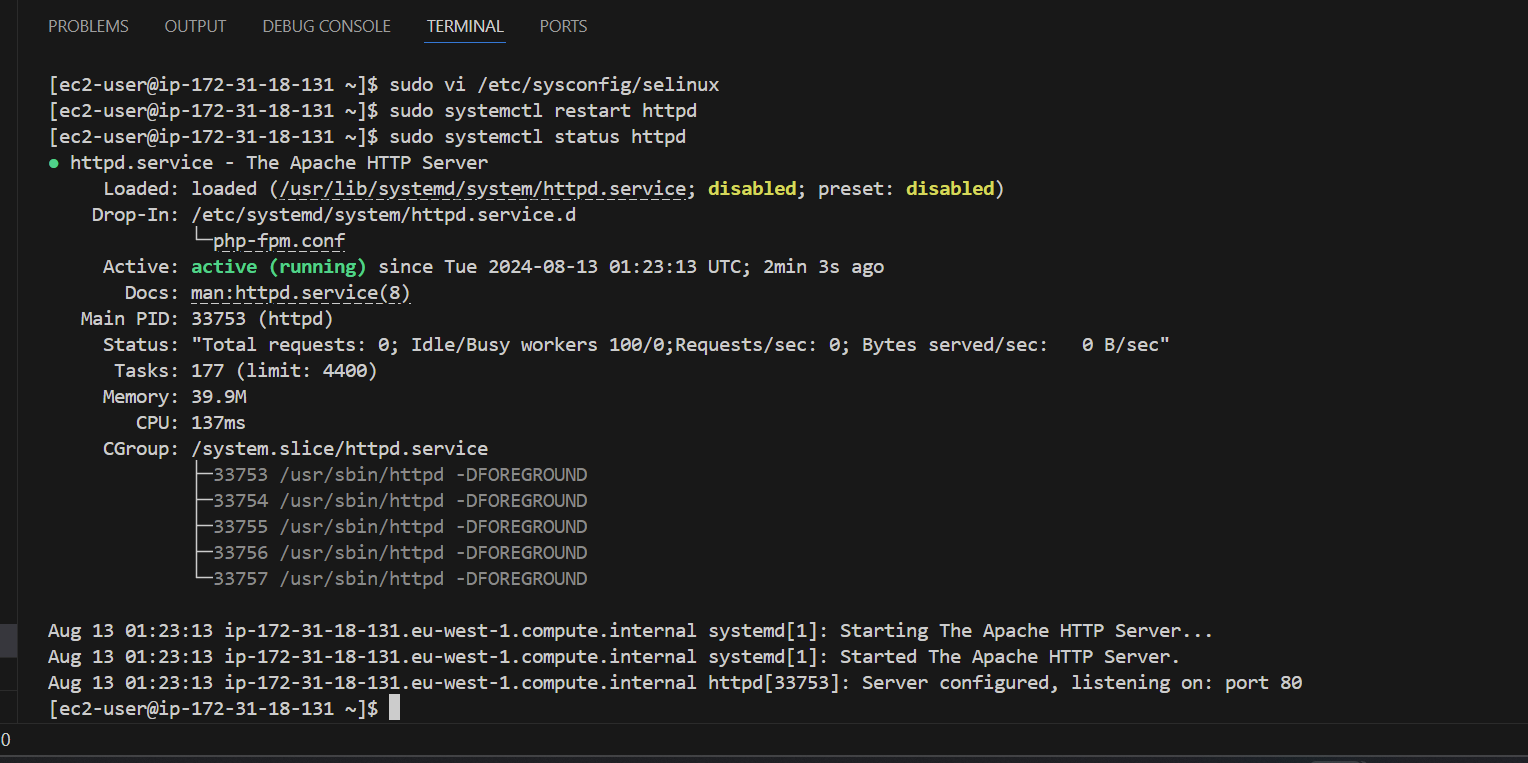 PROBLEMS OUTPUT DEBUG CONSOLE TERMINAL PORTS
[ec2-user@ip-172-31-18-131 ~]$ sudo vi /etc/sysconfig/selinux
[ec2-user@ip-172-31-18-131 ~]$ sudo systemctl restart httpd
[ec2-user@ip-172-31-18-131 ~]$ sudo systemctl status httpd
● httpd.service - The Apache HTTP Server
Loaded: loaded (/usr/lib/systemd/system/httpd.service; disabled; preset: disabled)
Drop-In: /etc/systemd/system/httpd.service.d
└─php-fpm.conf
Active: active (running) since Tue 2024-08-13 01:23:13 UTC; 2min 3s ago
Docs: man:httpd.service(8)
Main PID: 33753 (httpd)
Status: "Total requests: 0; Idle/Busy workers 100/0;Requests/sec: 0; Bytes served/sec:   0 B/sec"
Tasks: 177 (limit: 4400)
Memory: 39.9M
CPU: 137ms
CGroup: /system.slice/httpd.service
├─33753 /usr/sbin/httpd -DFOREGROUND
├─33754 /usr/sbin/httpd -DFOREGROUND
├─33755 /usr/sbin/httpd -DFOREGROUND
├─33756 /usr/sbin/httpd -DFOREGROUND
└─33757 /usr/sbin/httpd -DFOREGROUND
Aug 13 01:23:13 ip-172-31-18-131.eu-west-1.compute.internal systemd[1]: Starting The Apache HTTP Server...
Aug 13 01:23:13 ip-172-31-18-131.eu-west-1.compute.internal systemd[1]: Started The Apache HTTP Server.
Aug 13 01:23:13 ip-172-31-18-131.eu-west-1.compute.internal httpd[33753]: Server configured, listening on: port 80
[ec2-user@ip-172-31-18-131 ~]$
0